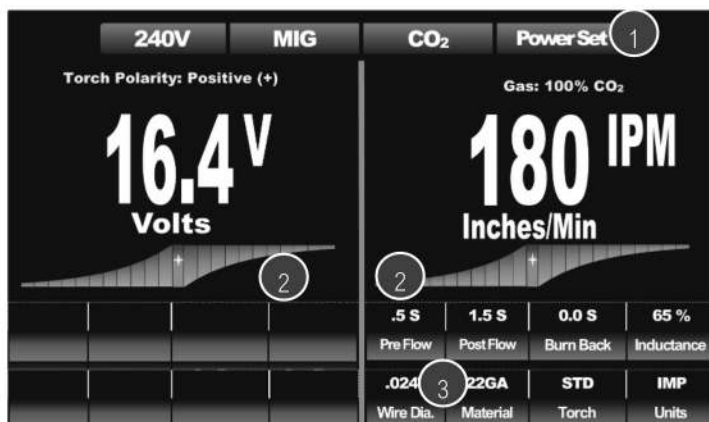 240V MIG CO₂ Power Set 1
Torch Polarity: Positive (+)
Gas: 100% CO₂
16.4 V
Volts
180 IPM
Inches/Min
2
2
.5 S 1.5 S 0.0 S 65 %
Pre Flow Post Flow Burn Back Inductance
.024 3 22GA STD IMP
Wire Dia. Material Torch Units